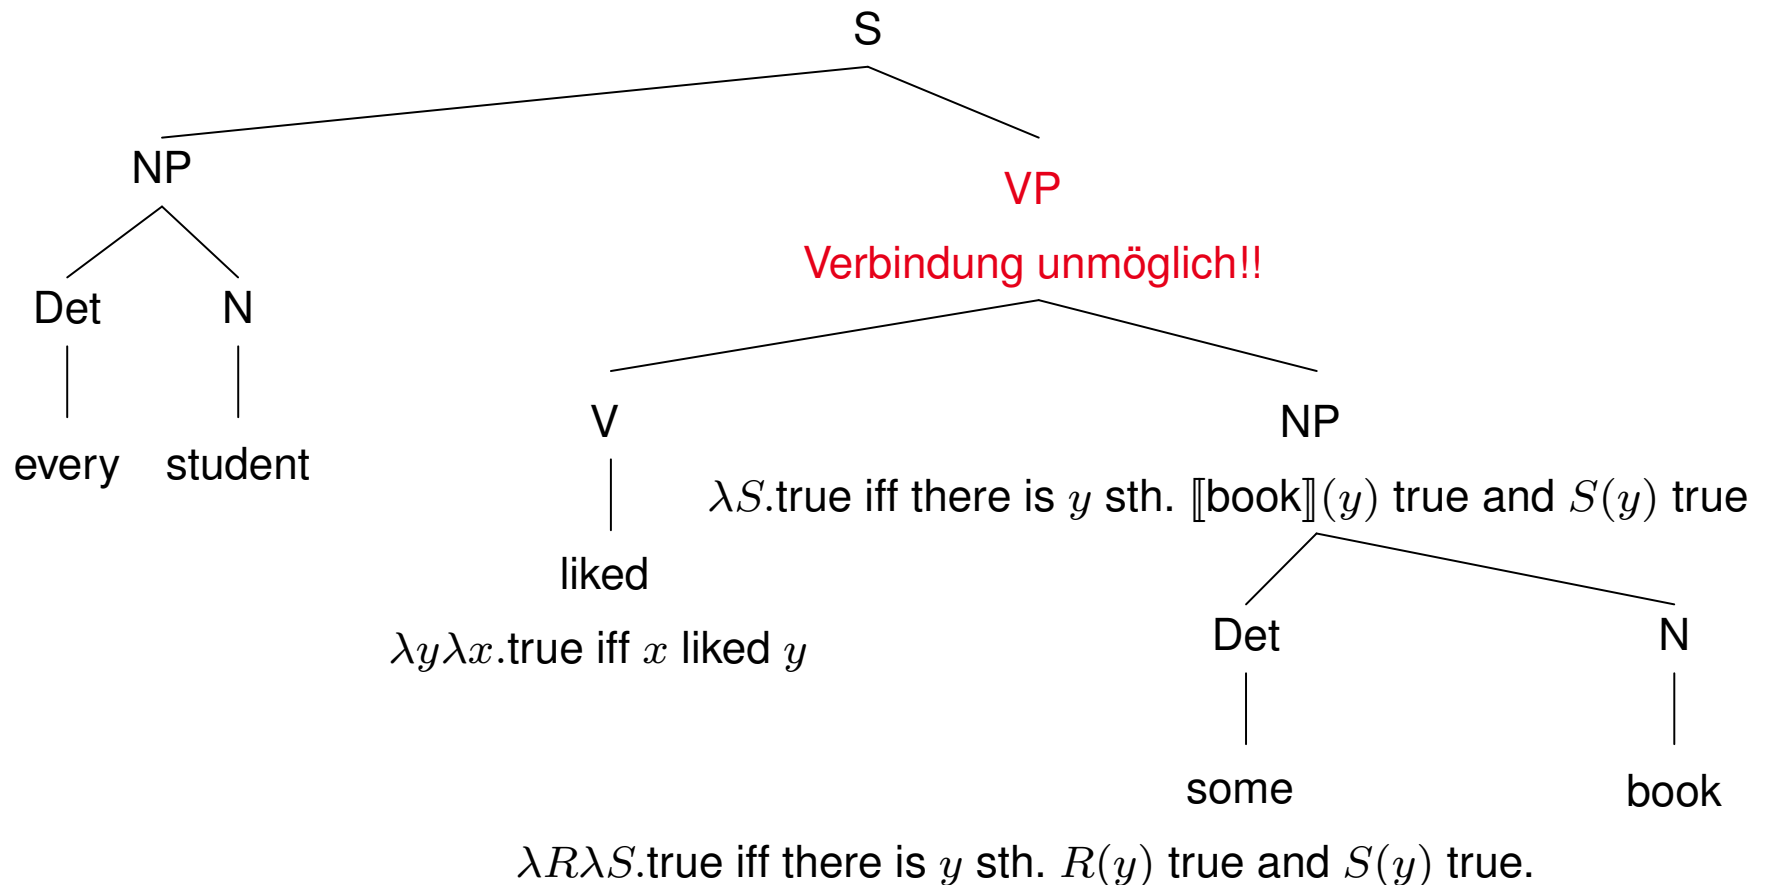 S
NP
VP
Verbindung unmöglich!!
Det N
V NP
every student
λS.true iff there is y sth. ⟦book⟧(y) true and S(y) true
liked
Det N
λyλx.true iff x liked y
some book
λRλS.true iff there is y sth. R(y) true and S(y) true.